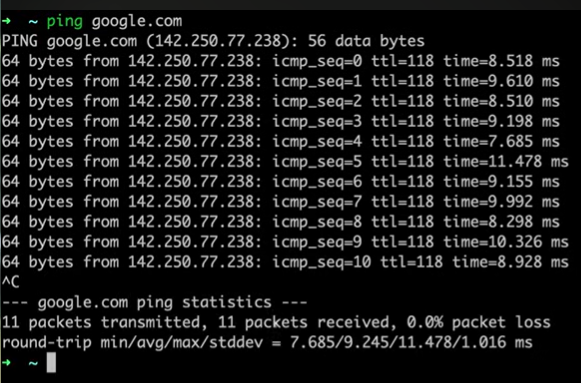 ➜  ~ ping google.com
PING google.com (142.250.77.238): 56 data bytes
64 bytes from 142.250.77.238: icmp_seq=0 ttl=118 time=8.518 ms
64 bytes from 142.250.77.238: icmp_seq=1 ttl=118 time=9.610 ms
64 bytes from 142.250.77.238: icmp_seq=2 ttl=118 time=8.510 ms
64 bytes from 142.250.77.238: icmp_seq=3 ttl=118 time=9.198 ms
64 bytes from 142.250.77.238: icmp_seq=4 ttl=118 time=7.685 ms
64 bytes from 142.250.77.238: icmp_seq=5 ttl=118 time=11.478 ms
64 bytes from 142.250.77.238: icmp_seq=6 ttl=118 time=9.155 ms
64 bytes from 142.250.77.238: icmp_seq=7 ttl=118 time=9.992 ms
64 bytes from 142.250.77.238: icmp_seq=8 ttl=118 time=8.298 ms
64 bytes from 142.250.77.238: icmp_seq=9 ttl=118 time=10.326 ms
64 bytes from 142.250.77.238: icmp_seq=10 ttl=118 time=8.928 ms
^C
--- google.com ping statistics ---
11 packets transmitted, 11 packets received, 0.0% packet loss
round-trip min/avg/max/stddev = 7.685/9.245/11.478/1.016 ms
➜  ~